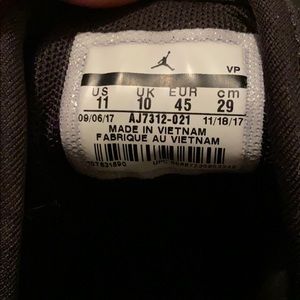 VP
US UK EUR cm
11 10 45 29
09/06/17 AJ7312-021 11/18/17
MADE IN VIETNAM
FABRIQUE AU VIETNAM
UPC